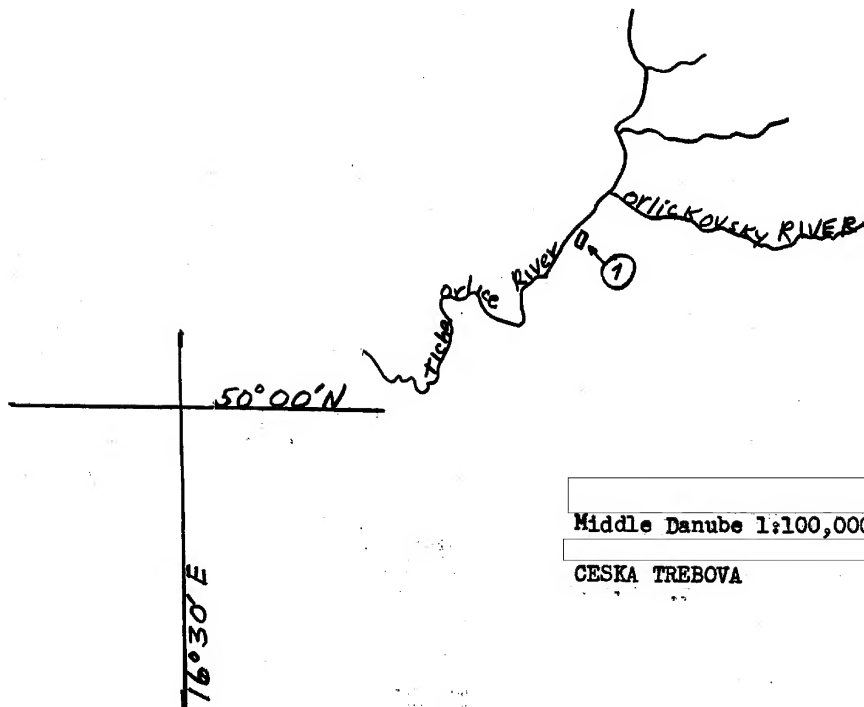 orlickovsky RIVER
1
Tiche orlice River
50° 00' N
Middle Danube 1:100,000
CESKA TREBOVA
16° 30' E